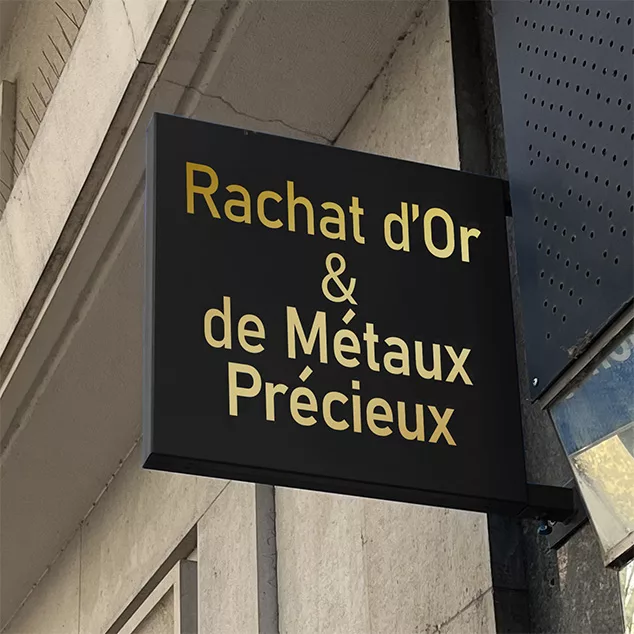 Rachat d'Or
&
de Métaux
Précieux